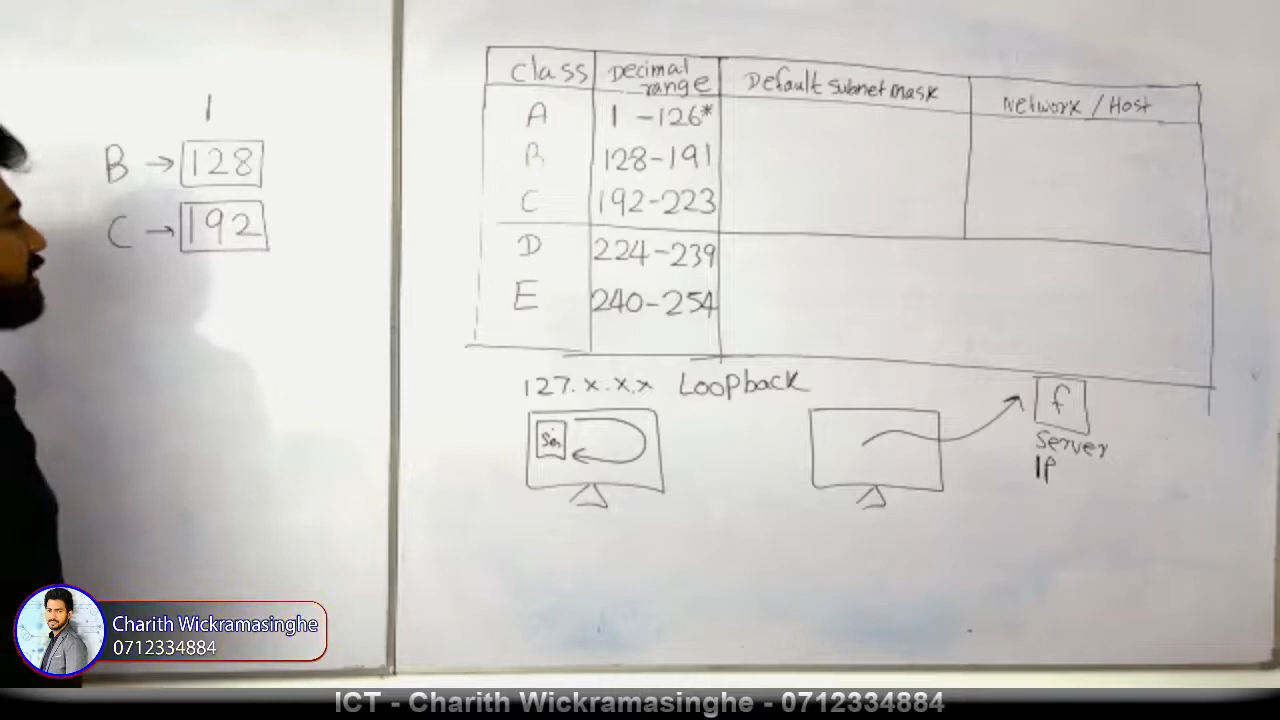 1
B → 128
C → 192
Class Decimal range Default subnet mask Network / Host
A 1 - 126*
B 128 - 191
C 192 - 223
D 224 - 239
E 240 - 254
127.x.x.x Loopback
f
Server
IP
Charith Wickramasinghe
0712334884
ICT - Charith Wickramasinghe - 0712334884